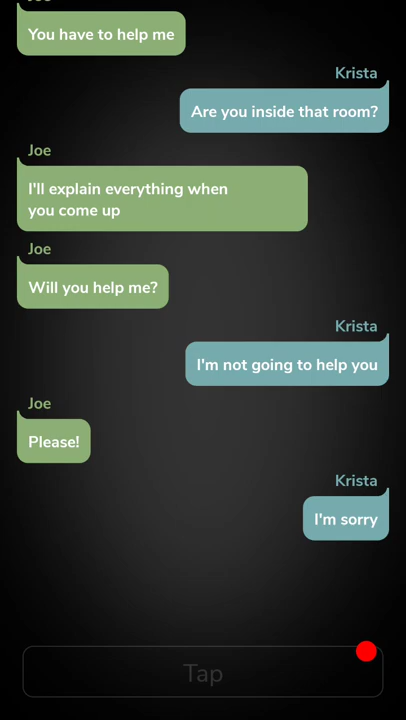 You have to help me
Krista
Are you inside that room?
Joe
I'll explain everything when
you come up
Joe
Will you help me?
Krista
I'm not going to help you
Joe
Please!
Krista
I'm sorry
Tap